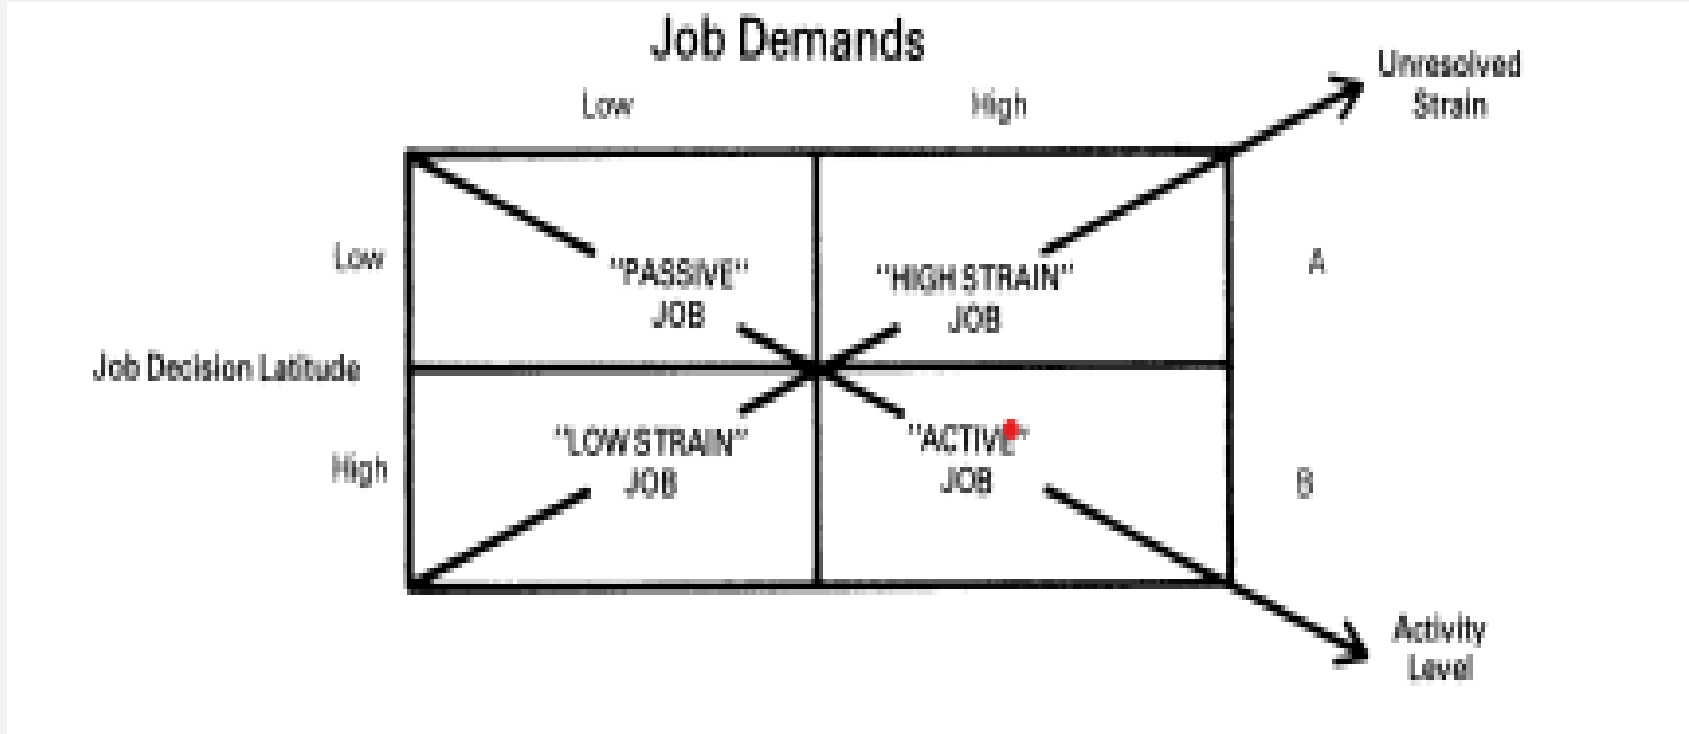 Job Demands
Low
High
Unresolved
Strain
Low
"PASSIVE"
JOB
"HIGH STRAIN"
JOB
A
Job Decision Latitude
High
"LOW STRAIN"
JOB
"ACTIVE"
JOB
B
Activity
Level